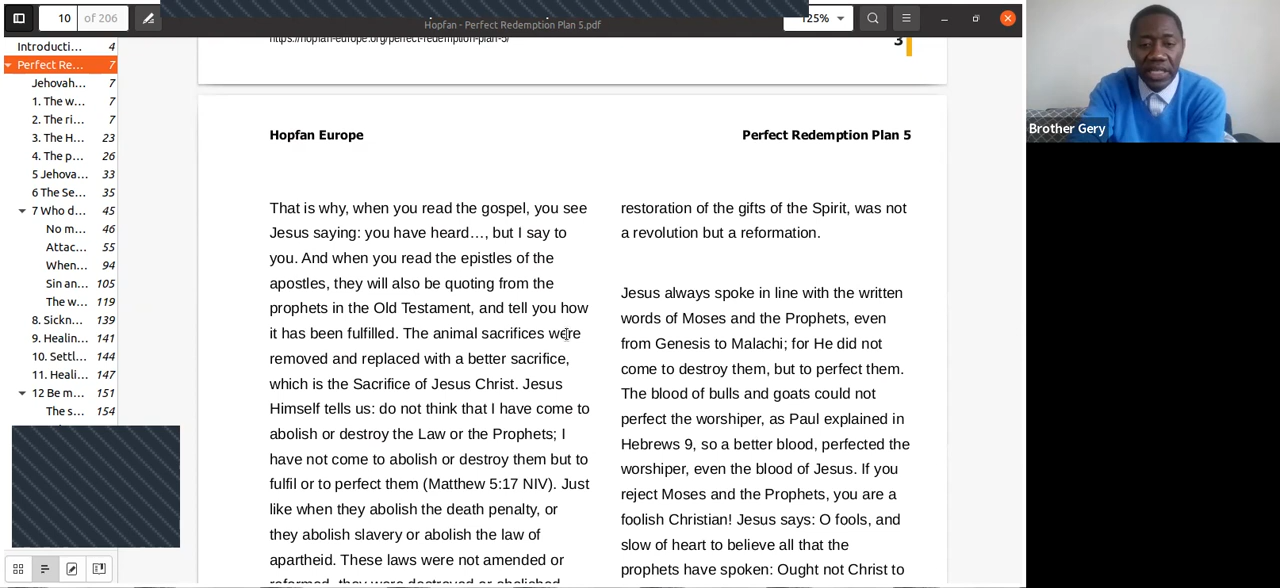 10 of 206
Hopfan - Perfect Redemption Plan 5.pdf
125%
Introducti... 4
Perfect Re... 7
Jehovah... 7
1. The w... 7
2. The ri... 7
3. The H... 23
4. The p... 26
5 Jehova... 33
6 The Se... 35
7 Who d... 45
No m... 46
Attac... 55
When... 94
Sin an... 105
The w... 119
8. Sickn... 139
9. Healin... 141
10. Settl... 144
11. Heali... 147
12 Be m... 151
The s... 154
https://hopfan-europe.org/perfect-redemption-plan-5/
3
Hopfan Europe
Perfect Redemption Plan 5
That is why, when you read the gospel, you see
Jesus saying: you have heard…, but I say to
you. And when you read the epistles of the
apostles, they will also be quoting from the
prophets in the Old Testament, and tell you how
it has been fulfilled. The animal sacrifices were
removed and replaced with a better sacrifice,
which is the Sacrifice of Jesus Christ. Jesus
Himself tells us: do not think that I have come to
abolish or destroy the Law or the Prophets; I
have not come to abolish or destroy them but to
fulfil or to perfect them (Matthew 5:17 NIV). Just
like when they abolish the death penalty, or
they abolish slavery or abolish the law of
apartheid. These laws were not amended or
reformed, they were destroyed or abolished
restoration of the gifts of the Spirit, was not
a revolution but a reformation.
Jesus always spoke in line with the written
words of Moses and the Prophets, even
from Genesis to Malachi; for He did not
come to destroy them, but to perfect them.
The blood of bulls and goats could not
perfect the worshiper, as Paul explained in
Hebrews 9, so a better blood, perfected the
worshiper, even the blood of Jesus. If you
reject Moses and the Prophets, you are a
foolish Christian! Jesus says: O fools, and
slow of heart to believe all that the
prophets have spoken: Ought not Christ to
Brother Gery